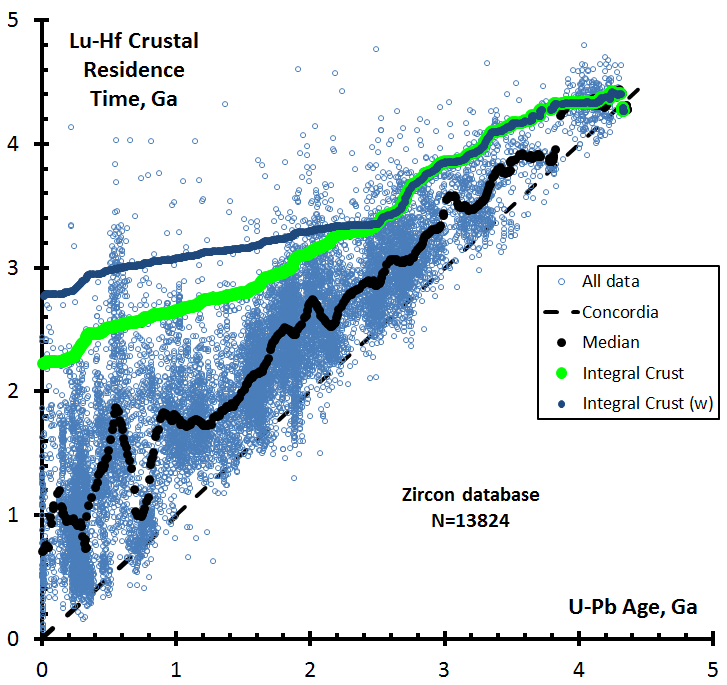 5
Lu-Hf Crustal
Residence
Time, Ga
4
3
All data
Concordia
Median
Integral Crust
Integral Crust (w)
2
Zircon database
N=13824
1
U-Pb Age, Ga
0
0 1 2 3 4 5